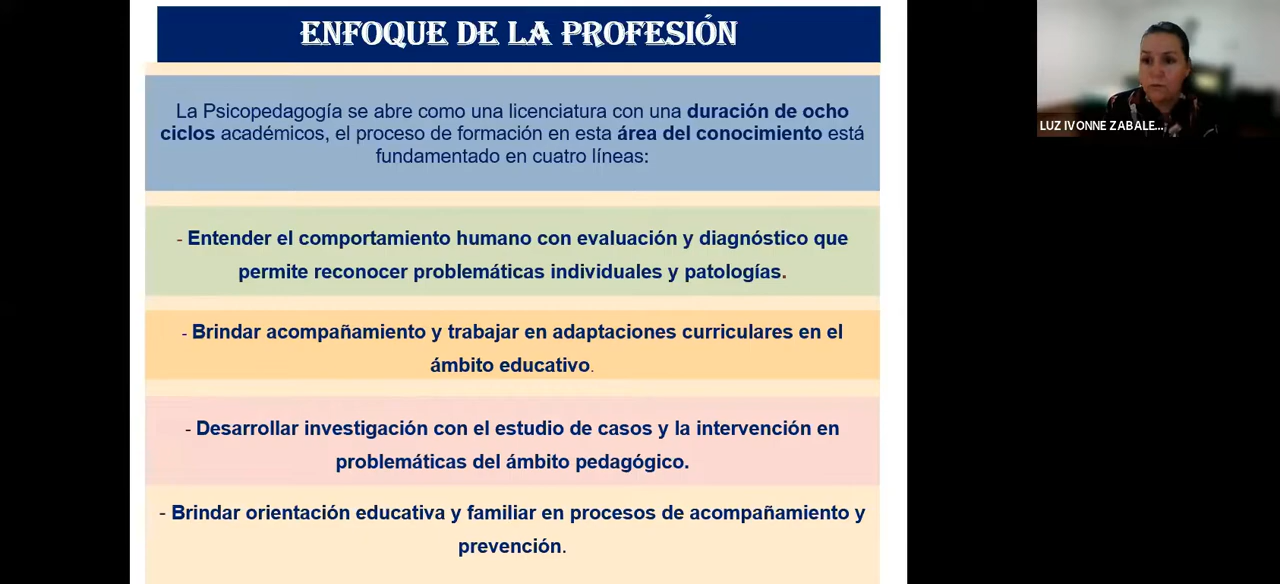 ENFOQUE DE LA PROFESIÓN
La Psicopedagogía se abre como una licenciatura con una duración de ocho
ciclos académicos, el proceso de formación en esta área del conocimiento está
fundamentado en cuatro líneas:
- Entender el comportamiento humano con evaluación y diagnóstico que
permite reconocer problemáticas individuales y patologías.
- Brindar acompañamiento y trabajar en adaptaciones curriculares en el
ámbito educativo.
- Desarrollar investigación con el estudio de casos y la intervención en
problemáticas del ámbito pedagógico.
- Brindar orientación educativa y familiar en procesos de acompañamiento y
prevención.
LUZ IVONNE ZABALE...